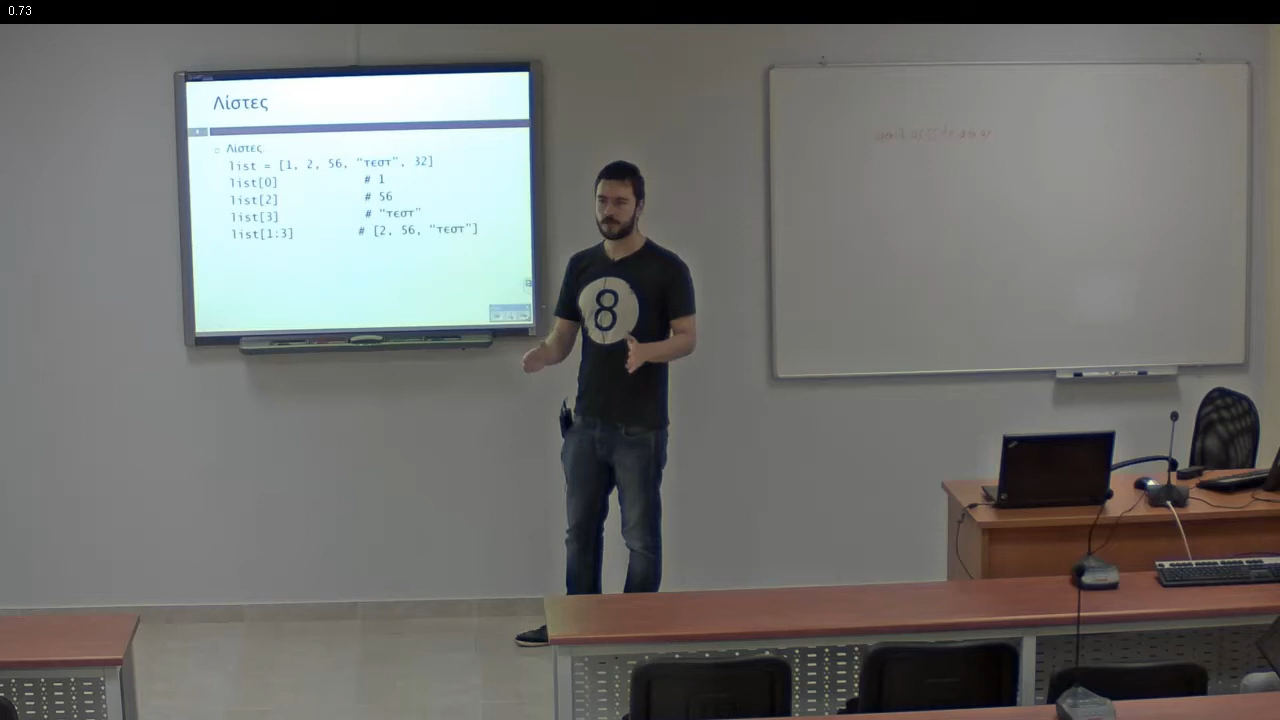 0.73
Λίστες
Λίστες:
list = [1, 2, 56, "τεστ", 32]
list[0] # 1
list[2] # 56
list[3] # "τεστ"
list[1:3] # [2, 56, "τεστ"]
8